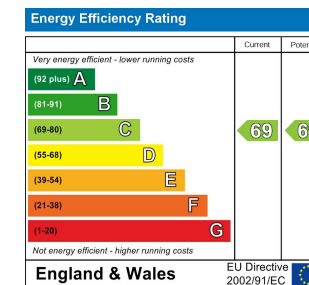 Energy Efficiency Rating
Current
Very energy efficient - lower running costs
(92 plus) A
(81-91) B
(69-80) C 69
(55-68) D
(39-54) E
(21-38) F
(1-20) G
Not energy efficient - higher running costs
England & Wales
EU Directive
2002/91/EC